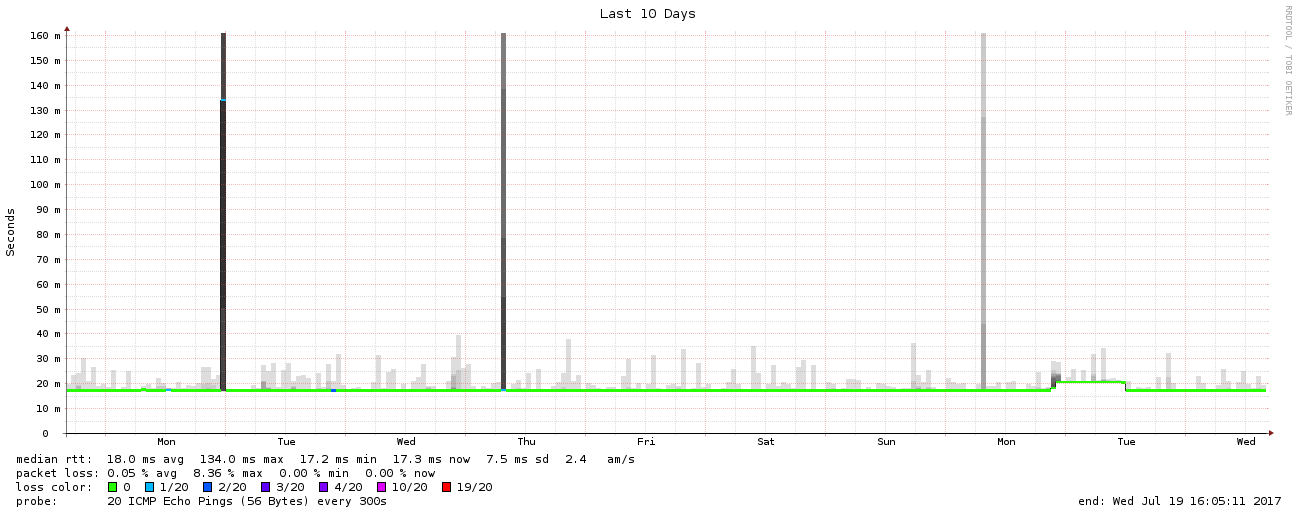 Last 10 Days
RRDTOOL / TOBI OETIKER
Seconds
160 m
150 m
140 m
130 m
120 m
110 m
100 m
90 m
80 m
70 m
60 m
50 m
40 m
30 m
20 m
10 m
0
Mon Tue Wed Thu Fri Sat Sun Mon Tue Wed
median rtt: 18.0 ms avg 134.0 ms max 17.2 ms min 17.3 ms now 7.5 ms sd 2.4 am/s
packet loss: 0.05 % avg 8.36 % max 0.00 % min 0.00 % now
loss color: 0 1/20 2/20 3/20 4/20 10/20 19/20
probe: 20 ICMP Echo Pings (56 Bytes) every 300s end: Wed Jul 19 16:05:11 2017